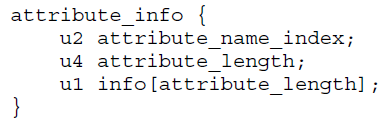 attribute_info {
    u2 attribute_name_index;
    u4 attribute_length;
    u1 info[attribute_length];
}